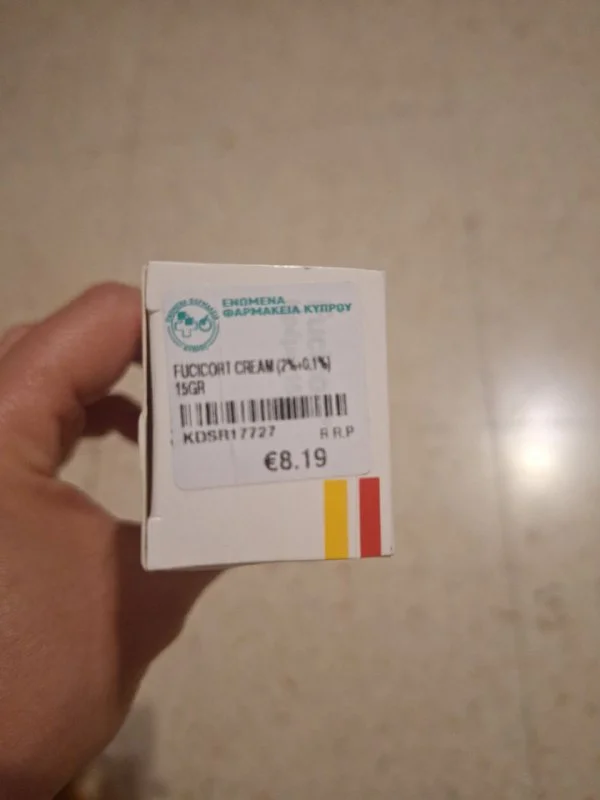 ΕΝΩΜΕΝΑ
ΦΑΡΜΑΚΕΙΑ ΚΥΠΡΟΥ
FUCICORT CREAM (2%+0.1%)
15GR
KDSR17727 R.R.P
€8.19